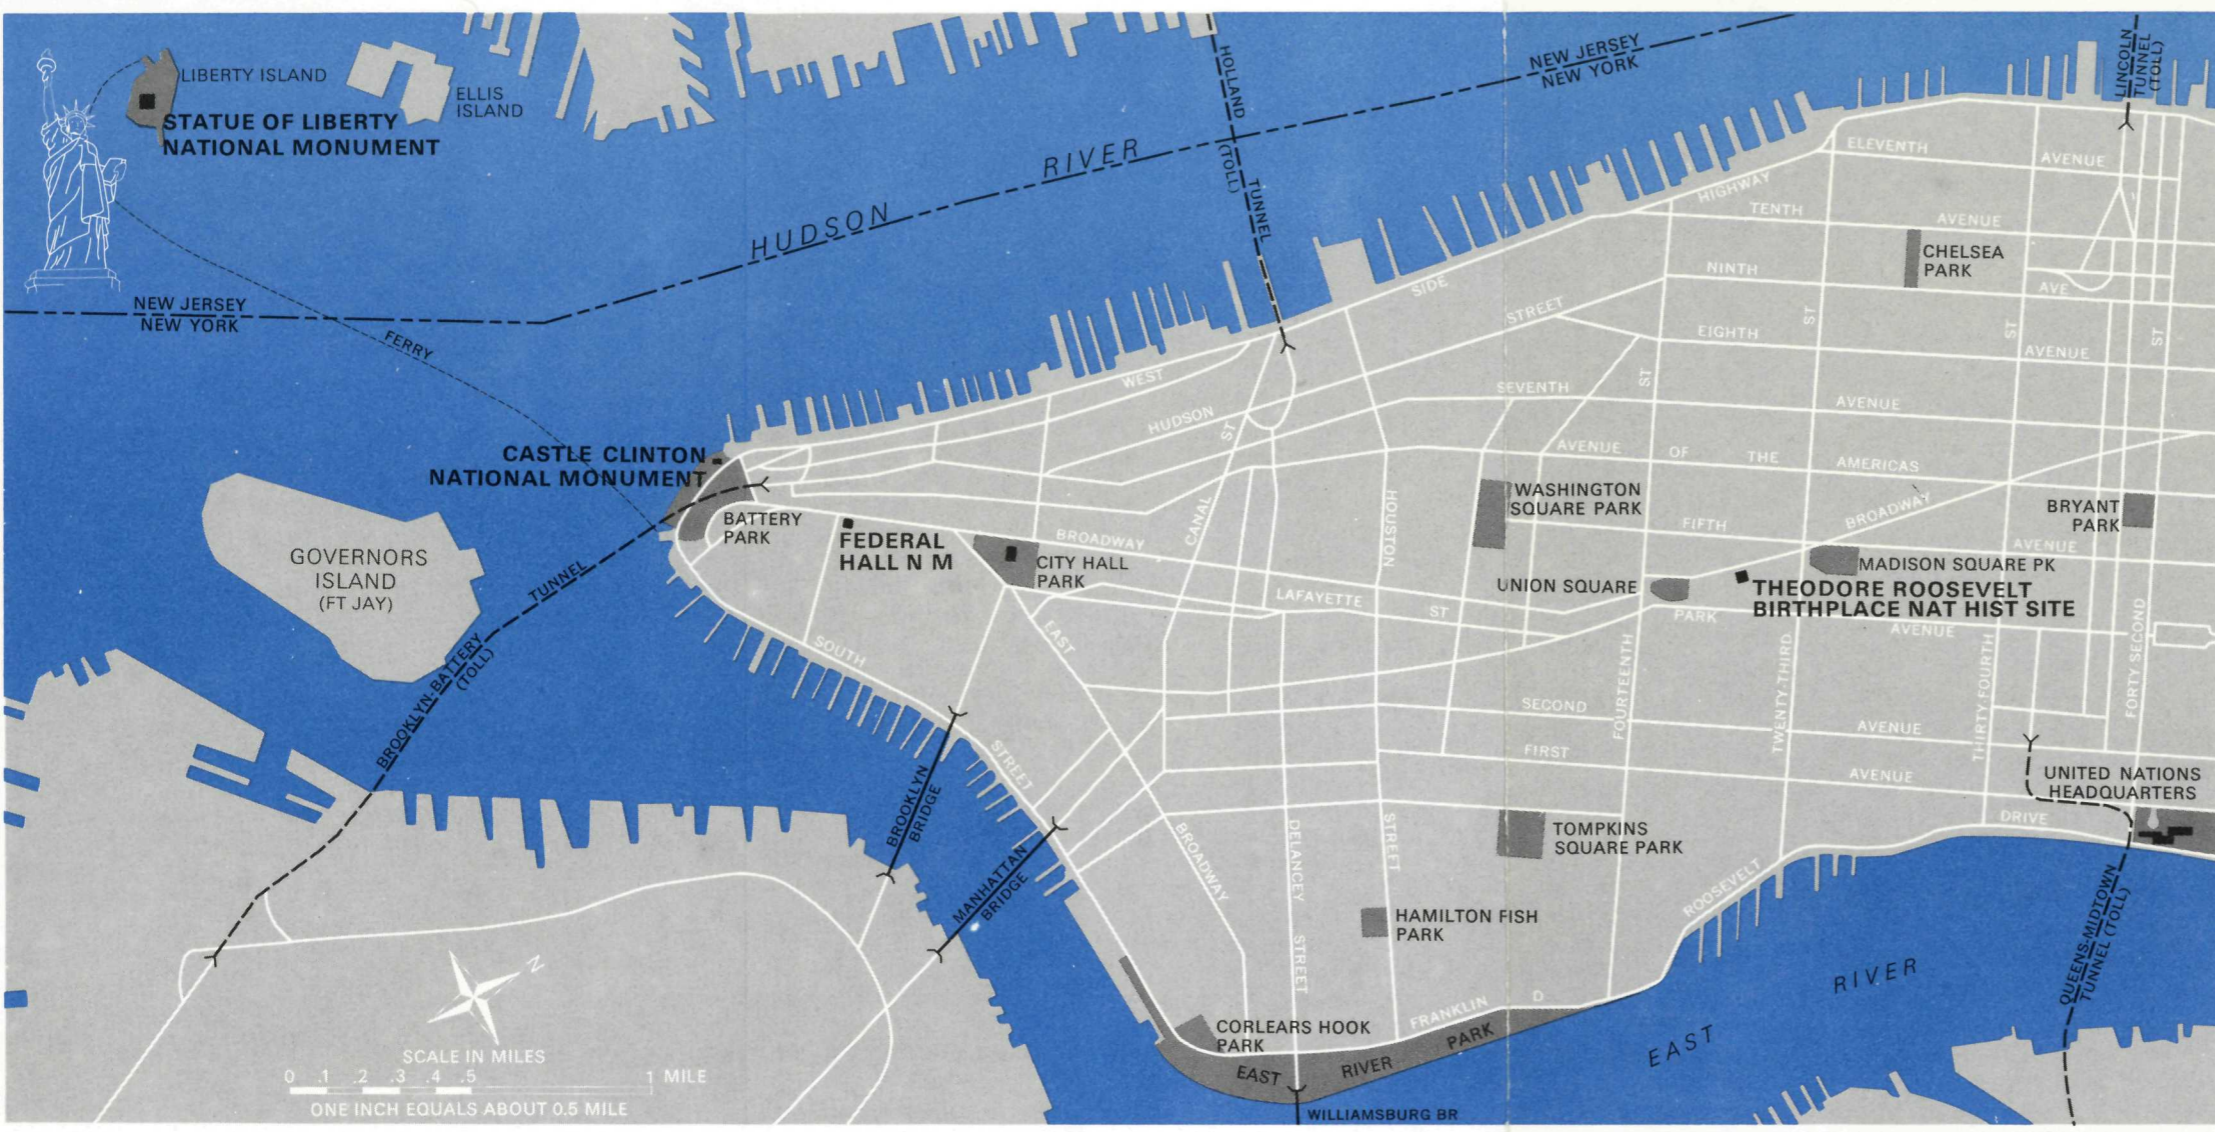 LIBERTY ISLAND
STATUE OF LIBERTY
NATIONAL MONUMENT
ELLIS
ISLAND
HUDSON RIVER
NEW JERSEY
NEW YORK
NEW JERSEY
NEW YORK
HOLLAND
TUNNEL
(TOLL)
LINCOLN
TUNNEL
(TOLL)
FERRY
CASTLE CLINTON
NATIONAL MONUMENT
BATTERY
PARK
GOVERNORS
ISLAND
(FT JAY)
TUNNEL
BROOKLYN-BATTERY
(TOLL)
FEDERAL
HALL N M
CITY HALL
PARK
WEST
SIDE
HIGHWAY
HUDSON
STREET
CANAL
ST
BROADWAY
LAFAYETTE
ST
EAST
BROADWAY
SOUTH
STREET
HOUSTON
STREET
DELANCEY
STREET
ELEVENTH
AVENUE
TENTH
AVENUE
CHELSEA
PARK
NINTH
AVE
EIGHTH
AVENUE
SEVENTH
AVENUE
AVENUE OF THE AMERICAS
ST
ST
ST
ST
WASHINGTON
SQUARE PARK
FIFTH
AVENUE
BROADWAY
BRYANT
PARK
MADISON SQUARE PK
UNION SQUARE
THEODORE ROOSEVELT
BIRTHPLACE NAT HIST SITE
PARK
AVENUE
FOURTEENTH
TWENTY THIRD
THIRTY FOURTH
FORTY SECOND
SECOND
AVENUE
FIRST
AVENUE
UNITED NATIONS
HEADQUARTERS
TOMPKINS
SQUARE PARK
HAMILTON FISH
PARK
FRANKLIN
D
ROOSEVELT
DRIVE
CORLEARS HOOK
PARK
EAST RIVER PARK
EAST RIVER
QUEENS-MIDTOWN
TUNNEL (TOLL)
WILLIAMSBURG BR
BROOKLYN
BRIDGE
MANHATTAN
BRIDGE
N
SCALE IN MILES
0 .1 .2 .3 .4 .5 1 MILE
ONE INCH EQUALS ABOUT 0.5 MILE